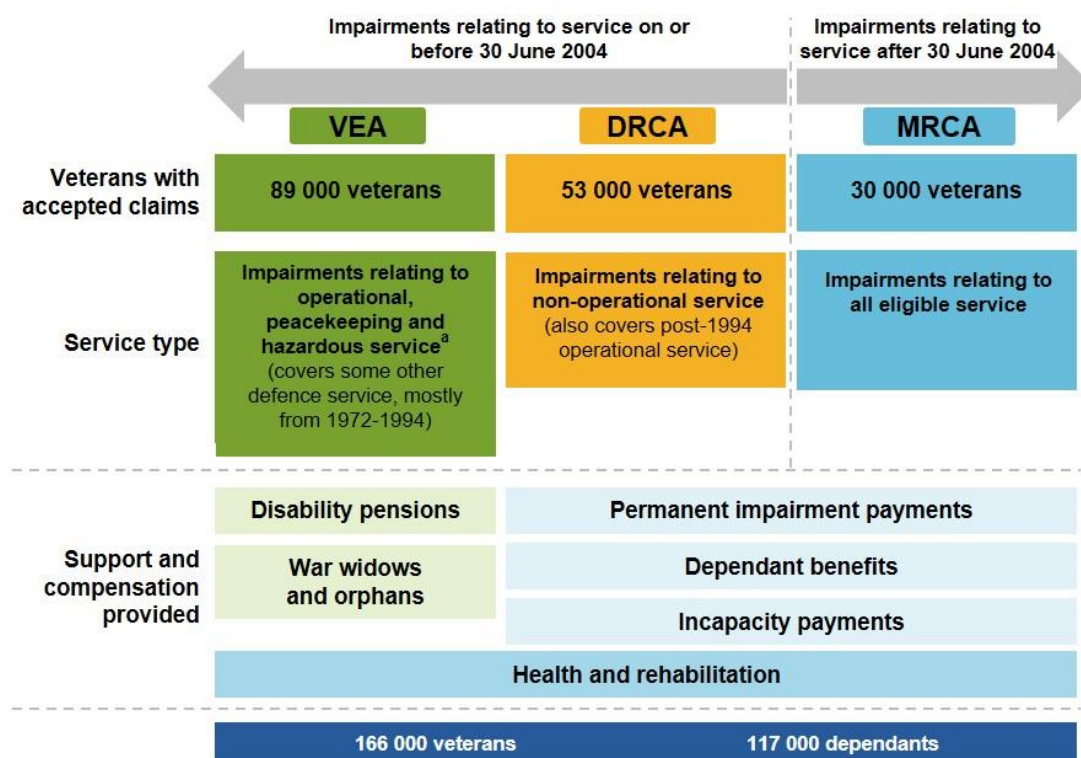 Impairments relating to service on or
before 30 June 2004
Impairments relating to
service after 30 June 2004
VEA
DRCA
MRCA
Veterans with
accepted claims
89 000 veterans
53 000 veterans
30 000 veterans
Service type
Impairments relating to
operational,
peacekeeping and
hazardous serviceᵃ
(covers some other
defence service, mostly
from 1972-1994)
Impairments relating to
non-operational service
(also covers post-1994
operational service)
Impairments relating to
all eligible service
Support and
compensation
provided
Disability pensions
War widows
and orphans
Permanent impairment payments
Dependant benefits
Incapacity payments
Health and rehabilitation
166 000 veterans
117 000 dependants